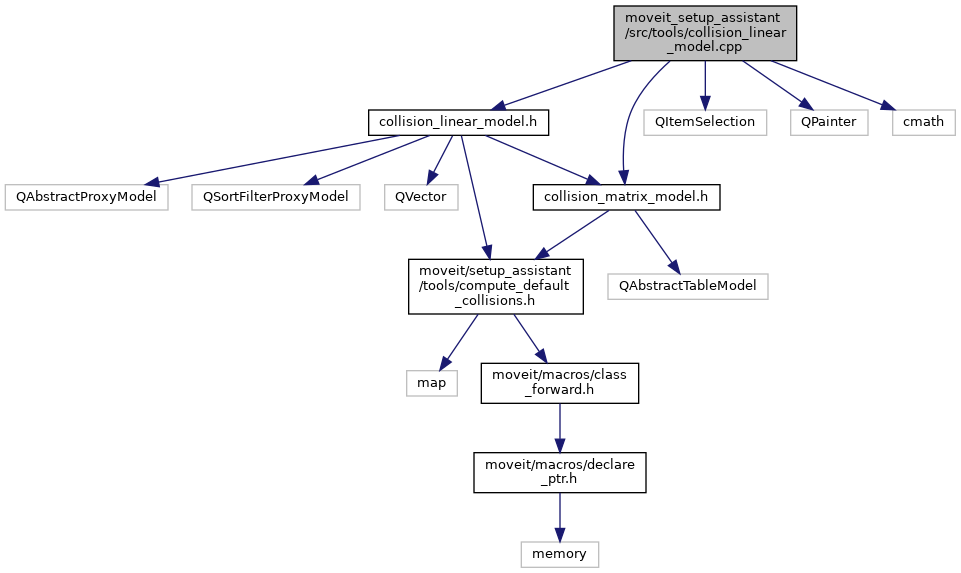 moveit_setup_assistant
/src/tools/collision_linear
_model.cpp
collision_linear_model.h
QItemSelection
QPainter
cmath
QAbstractProxyModel
QSortFilterProxyModel
QVector
collision_matrix_model.h
moveit/setup_assistant
/tools/compute_default
_collisions.h
QAbstractTableModel
map
moveit/macros/class
_forward.h
moveit/macros/declare
_ptr.h
memory